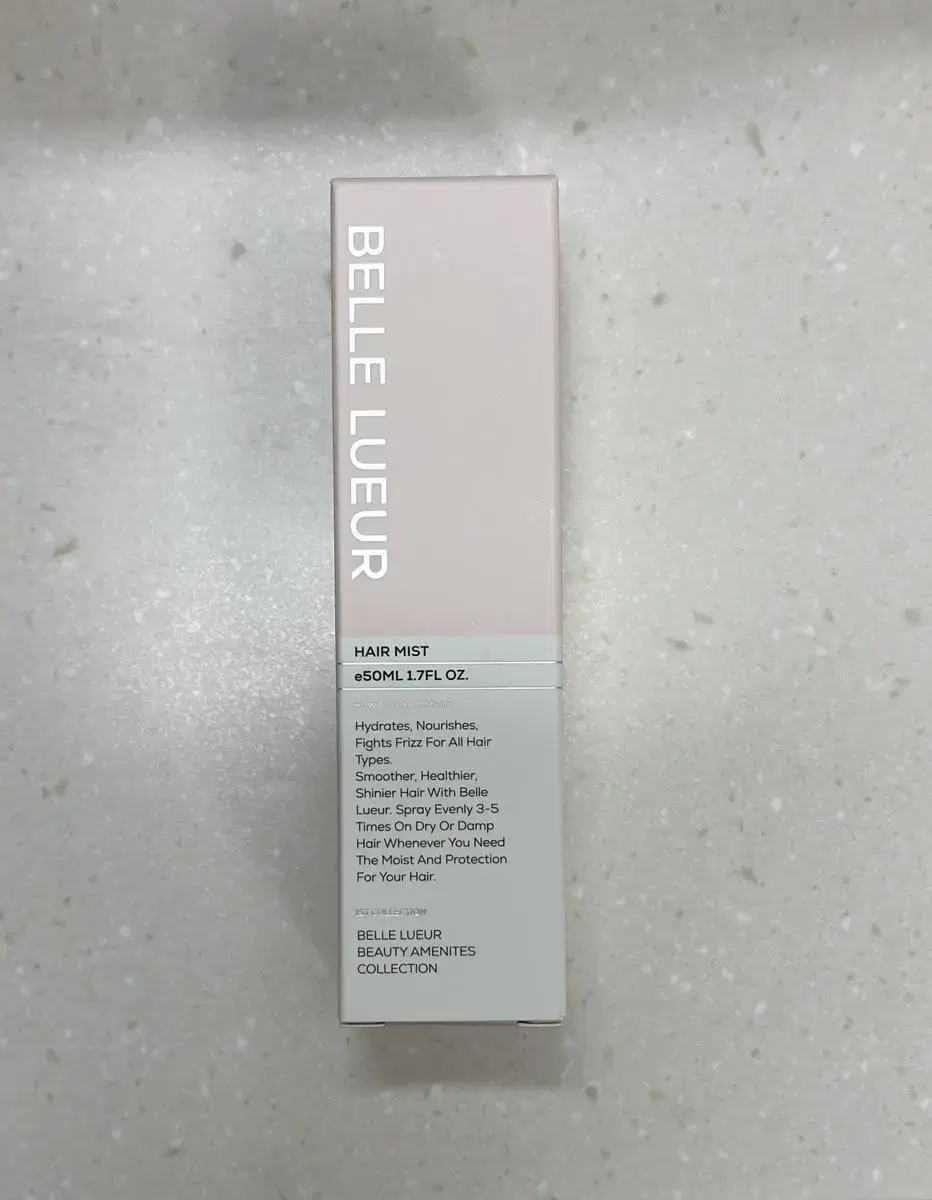 BELLE LUEUR
HAIR MIST
e50ML 1.7FL OZ.
Hydrates, Nourishes,
Fights Frizz For All Hair
Types.
Smoother, Healthier,
Shinier Hair With Belle
Lueur. Spray Evenly 3-5
Times On Dry Or Damp
Hair Whenever You Need
The Moist And Protection
For Your Hair.
1ST COLLECTION
BELLE LUEUR
BEAUTY AMENITES
COLLECTION